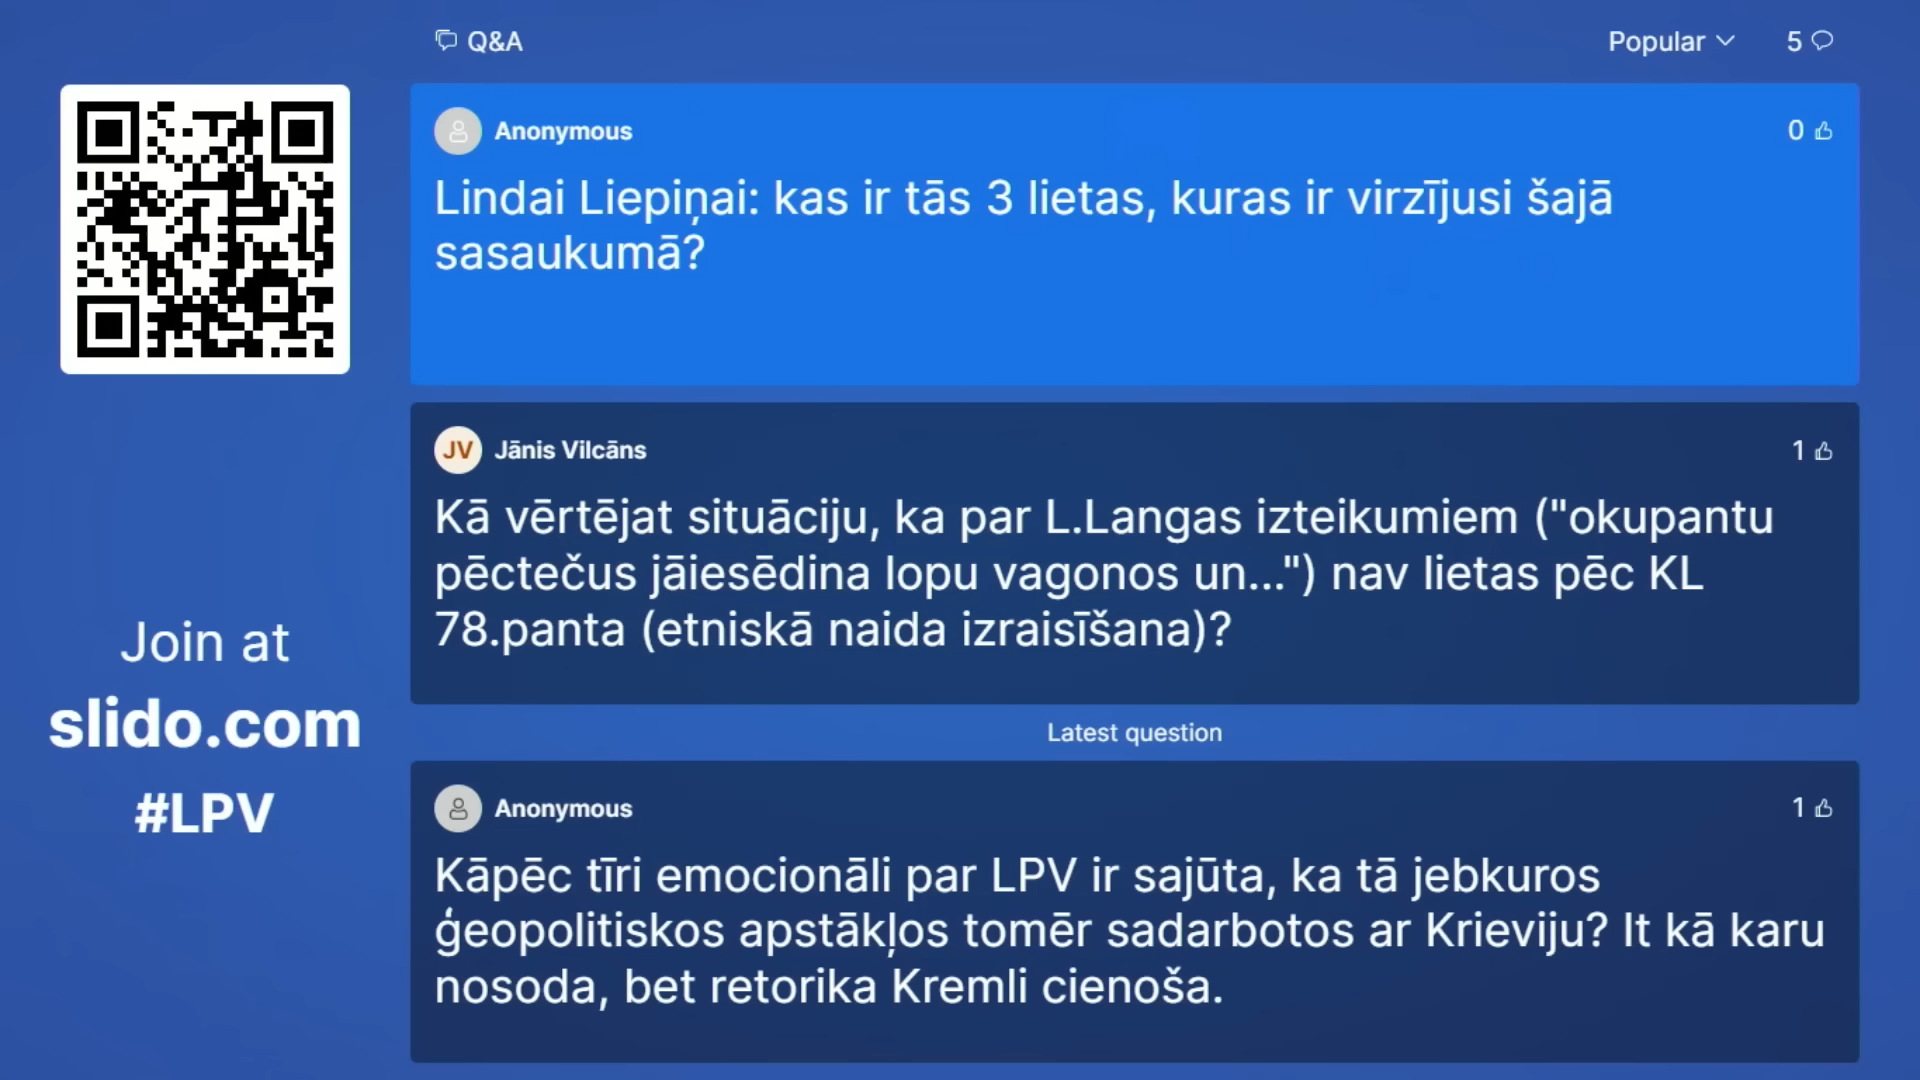 Q&A
Popular
5
Anonymous
0
Lindai Liepiņai: kas ir tās 3 lietas, kuras ir virzījusi šajā
sasaukumā?
JV
Jānis Vilcāns
1
Kā vērtējat situāciju, ka par L.Langas izteikumiem ("okupantu
pēctečus jāiesēdina lopu vagonos un...") nav lietas pēc KL
78.panta (etniskā naida izraisīšana)?
Latest question
Anonymous
1
Kāpēc tīri emocionāli par LPV ir sajūta, ka tā jebkuros
ģeopolitiskos apstākļos tomēr sadarbotos ar Krieviju? It kā karu
nosoda, bet retorika Kremli cienoša.
Join at
slido.com
#LPV